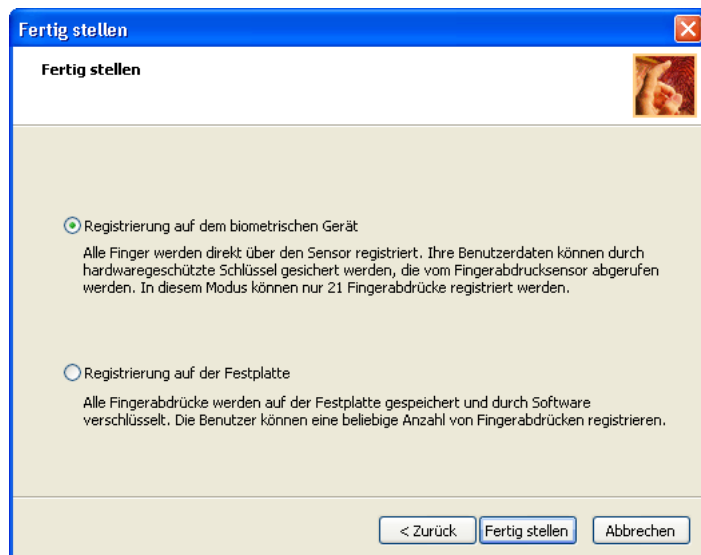 Fertig stellen
Fertig stellen
Registrierung auf dem biometrischen Gerät
Alle Finger werden direkt über den Sensor registriert. Ihre Benutzerdaten können durch
hardwaregeschützte Schlüssel gesichert werden, die vom Fingerabdrucksensor abgerufen
werden. In diesem Modus können nur 21 Fingerabdrücke registriert werden.
Registrierung auf der Festplatte
Alle Fingerabdrücke werden auf der Festplatte gespeichert und durch Software
verschlüsselt. Die Benutzer können eine beliebige Anzahl von Fingerabdrücken registrieren.
< Zurück Fertig stellen Abbrechen